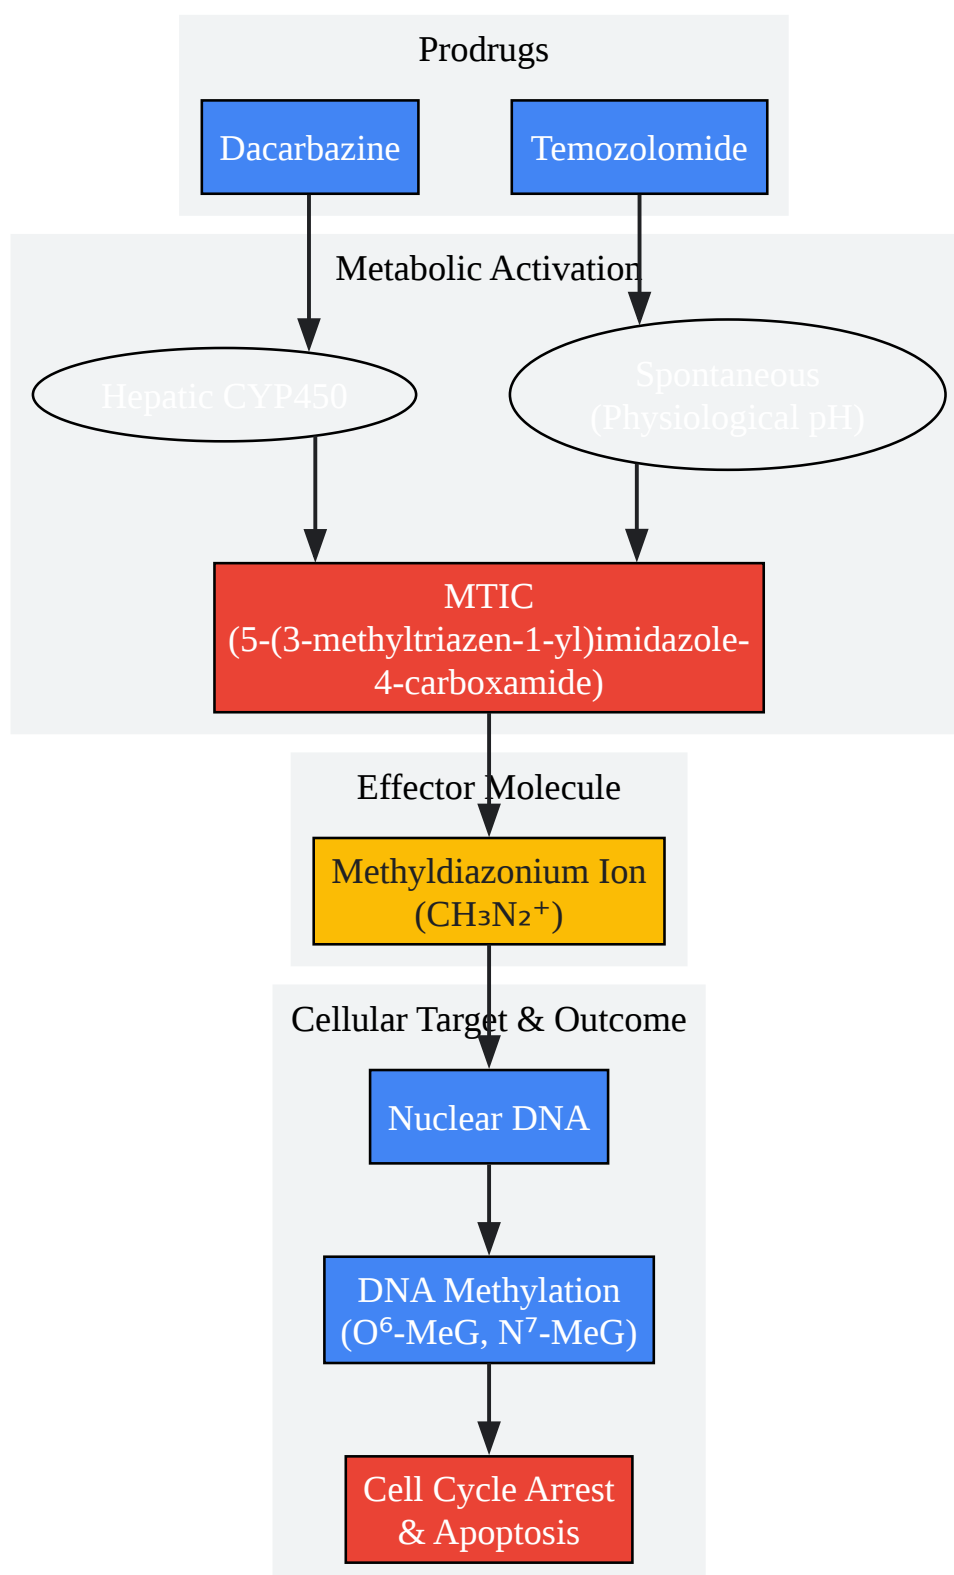 Prodrugs
Dacarbazine
Temozolomide
Metabolic Activation
Hepatic CYP450
Spontaneous
(Physiological pH)
MTIC
(5-(3-methyltriazen-1-yl)imidazole-
4-carboxamide)
Effector Molecule
Methyldiazonium Ion
(CH₃N₂⁺)
Cellular Target & Outcome
Nuclear DNA
DNA Methylation
(O⁶-MeG, N⁷-MeG)
Cell Cycle Arrest
& Apoptosis